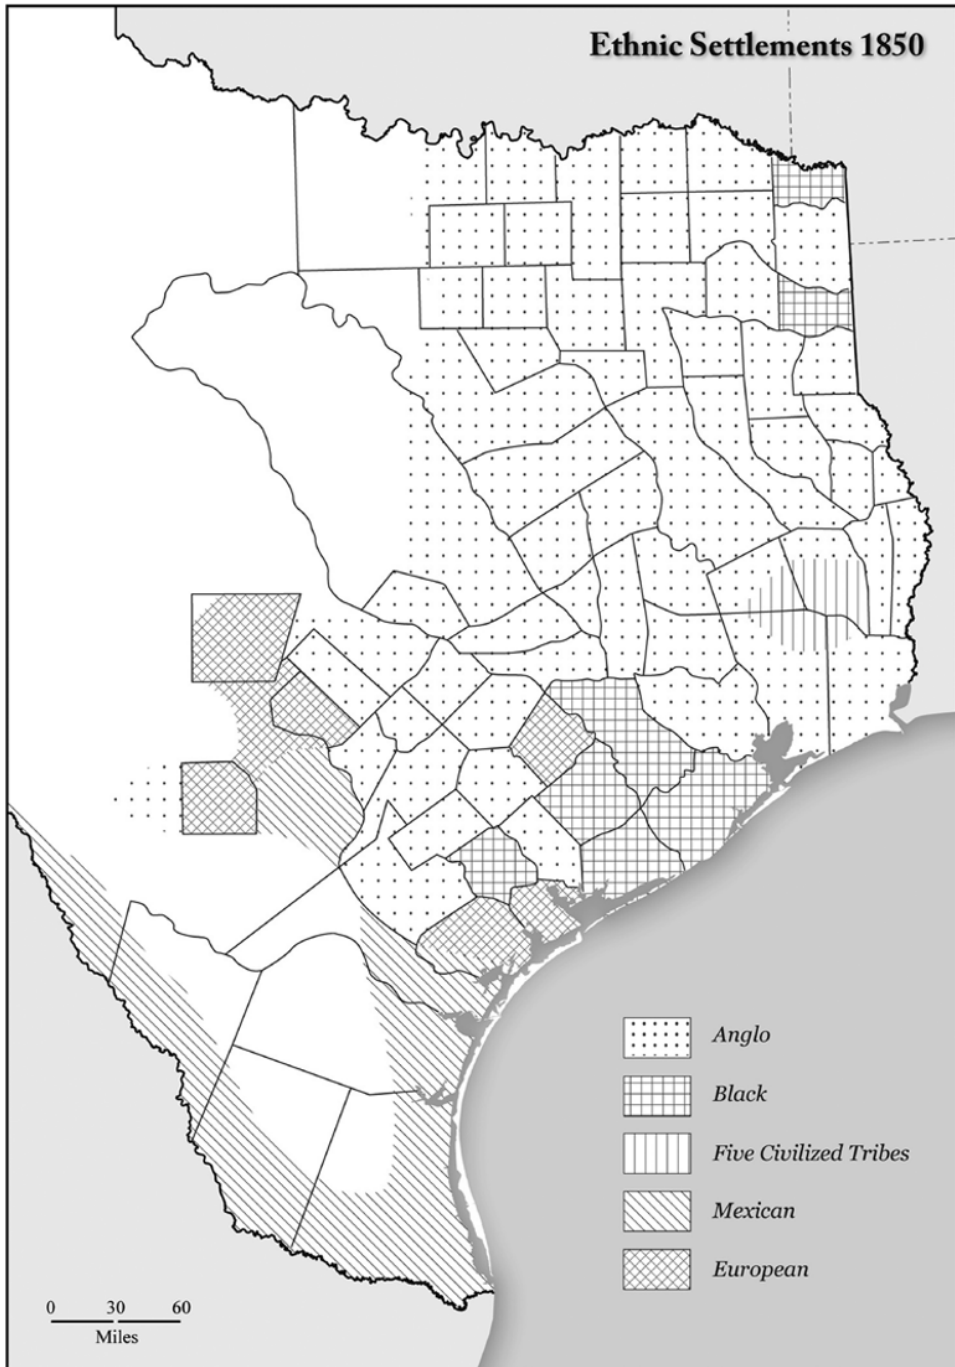 Ethnic Settlements 1850
Anglo
Black
Five Civilized Tribes
Mexican
European
0 30 60
Miles